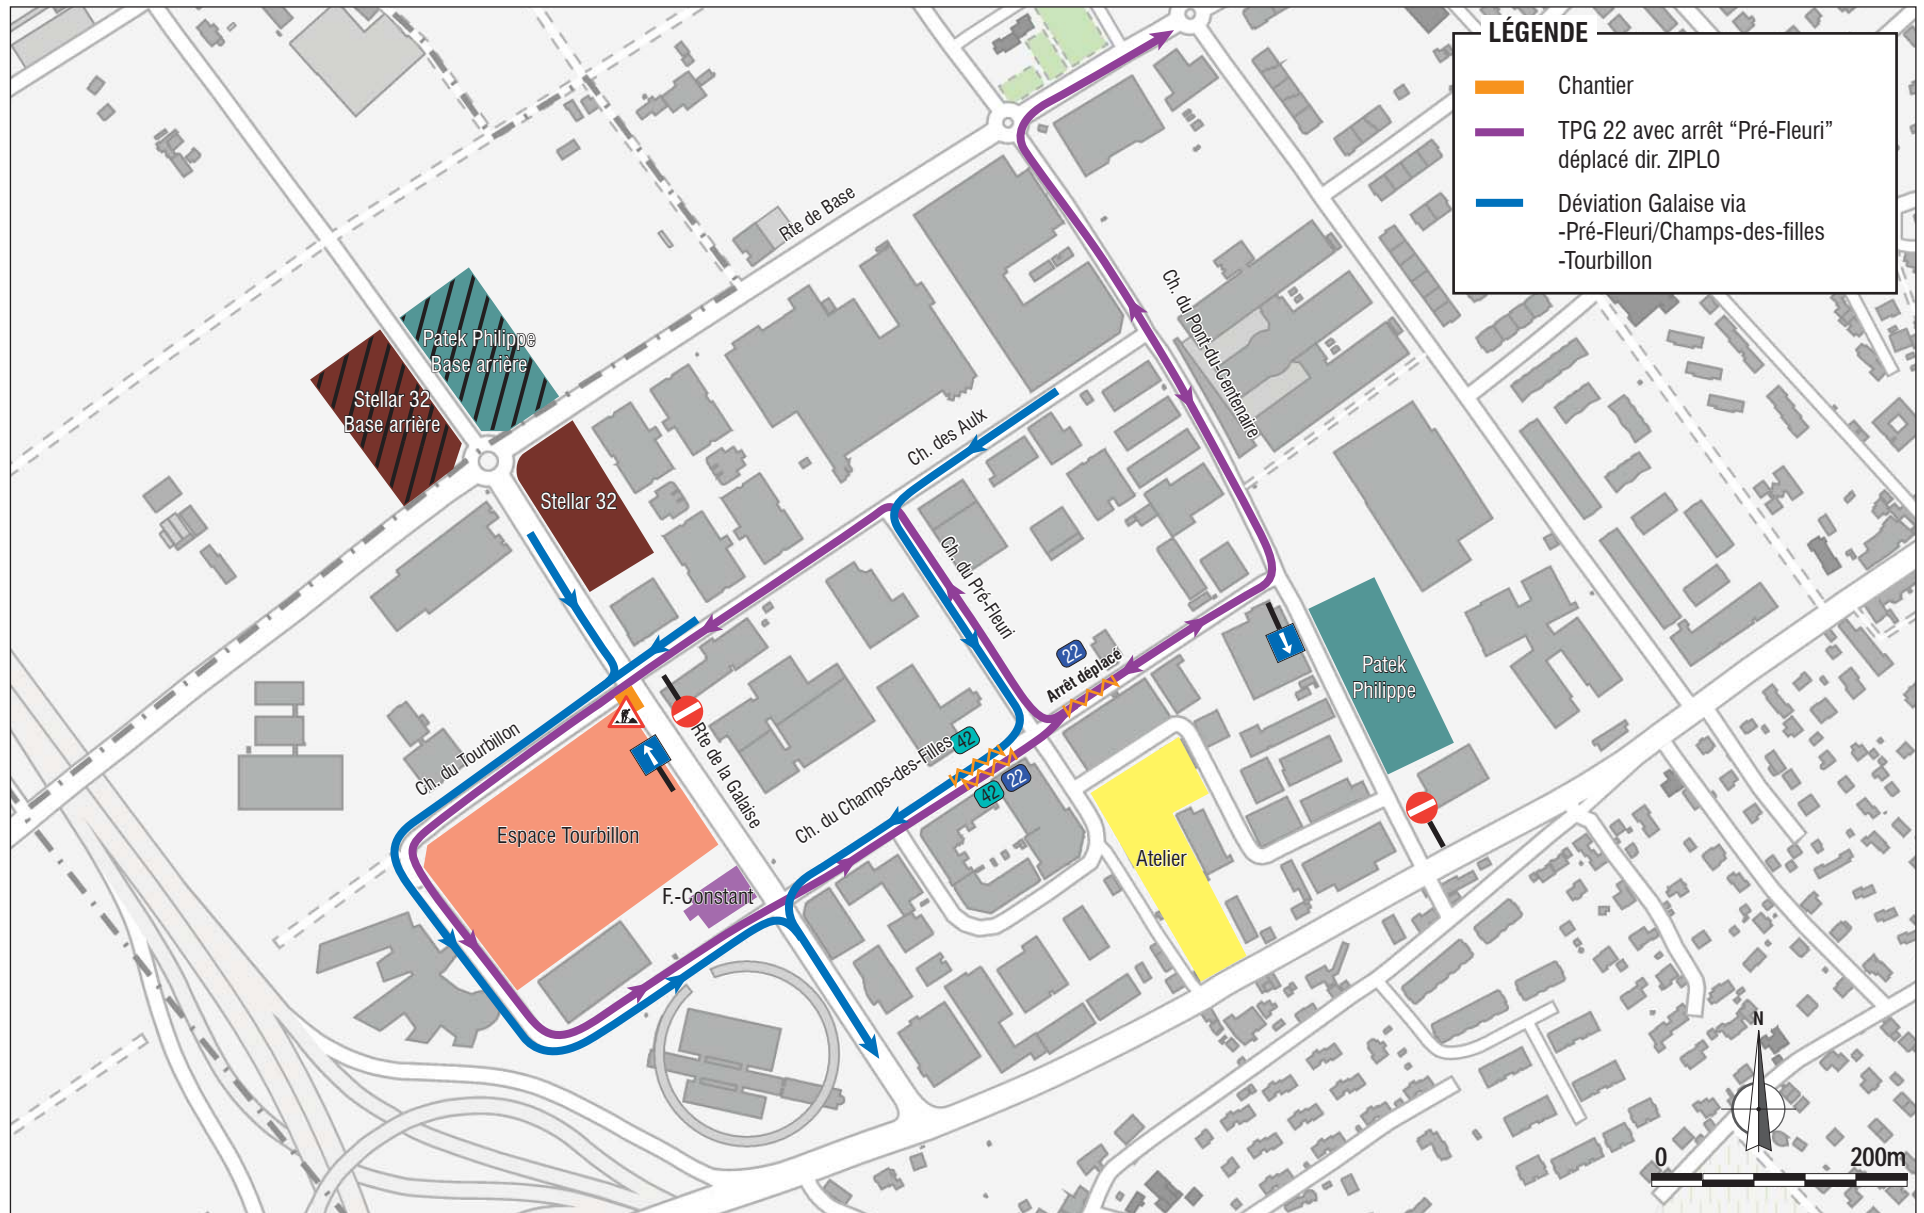 LÉGENDE
Chantier
TPG 22 avec arrêt “Pré-Fleuri”
déplacé dir. ZIPLO
Déviation Galaise via
-Pré-Fleuri/Champs-des-filles
-Tourbillon
Rte de Base
Ch. du Pont-du-Centenaire
Patek Philippe
Base arrière
Stellar 32
Base arrière
Stellar 32
Ch. des Aulx
Ch. du Pré-Fleuri
22
Arrêt déplacé
Patek
Philippe
Ch. du Tourbillon
Rte de la Galaise
Ch. du Champs-des-Filles
42
42
22
Espace Tourbillon
Atelier
F.-Constant
N
0
200m